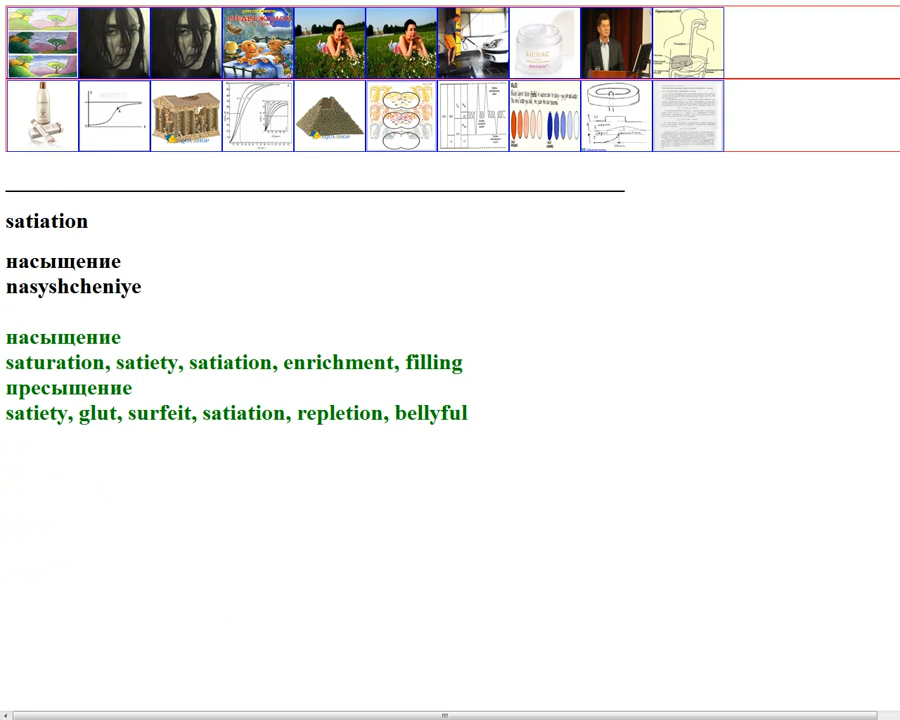 satiation
насыщение
nasyshcheniye
насыщение
saturation, satiety, satiation, enrichment, filling
пресыщение
satiety, glut, surfeit, satiation, repletion, bellyful